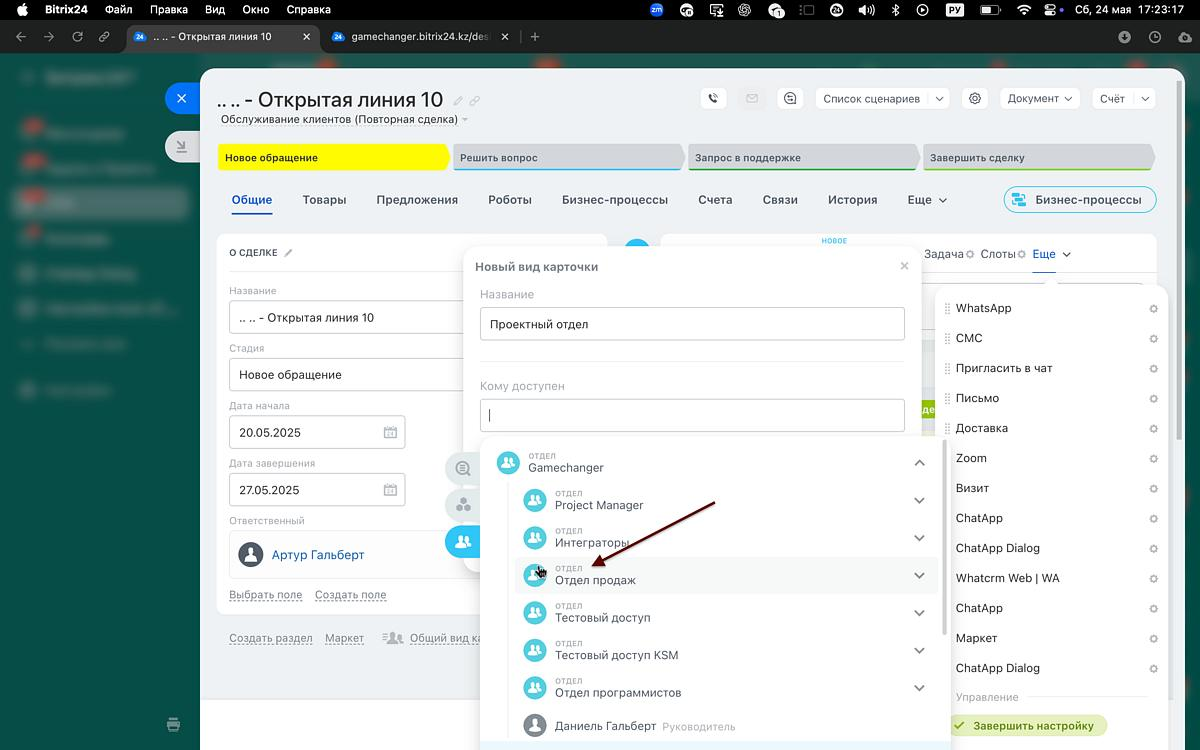 Bitrix24 Файл Правка Вид Окно Справка
zm РУ Сб, 24 мая 17:23:17
24 .. .. - Открытая линия 10
24 gamechanger.bitrix24.kz/des
.. .. - Открытая линия 10
Список сценариев Документ Счёт
Обслуживание клиентов (Повторная сделка)
Новое обращение Решить вопрос Запрос в поддержке Завершить сделку
Общие Товары Предложения Роботы Бизнес-процессы Счета Связи История Еще Бизнес-процессы
О СДЕЛКЕ
Название
.. .. - Открытая линия 10
Стадия
Новое обращение
Дата начала
20.05.2025
Дата завершения
27.05.2025
Ответственный
Артур Гальберт
Выбрать поле Создать поле
Создать раздел Маркет Общий вид ка
НОВОЕ
Задача Слоты Еще
Новый вид карточки
Название
Проектный отдел
Кому доступен
де
ОТДЕЛ
Gamechanger
ОТДЕЛ
Project Manager
ОТДЕЛ
Интеграторы
ОТДЕЛ
Отдел продаж
ОТДЕЛ
Тестовый доступ
ОТДЕЛ
Тестовый доступ KSM
ОТДЕЛ
Отдел программистов
Даниель Гальберт Руководитель
WhatsApp
СМС
Пригласить в чат
Письмо
Доставка
Zoom
Визит
ChatApp
ChatApp Dialog
Whatcrm Web | WA
ChatApp
Маркет
ChatApp Dialog
Управление
Завершить настройку